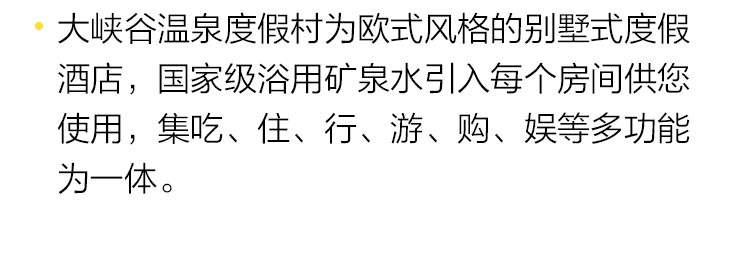 • 大峡谷温泉度假村为欧式风格的别墅式度假
酒店，国家级浴用矿泉水引入每个房间供您
使用，集吃、住、行、游、购、娱等多功能
为一体。